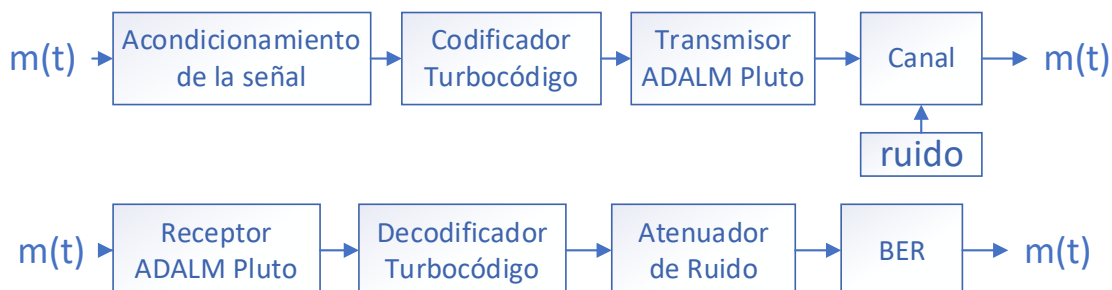 m(t)
Acondicionamiento
de la señal
Codificador
Turbocódigo
Transmisor
ADALM Pluto
Canal
m(t)
ruido
m(t)
Receptor
ADALM Pluto
Decodificador
Turbocódigo
Atenuador
de Ruido
BER
m(t)